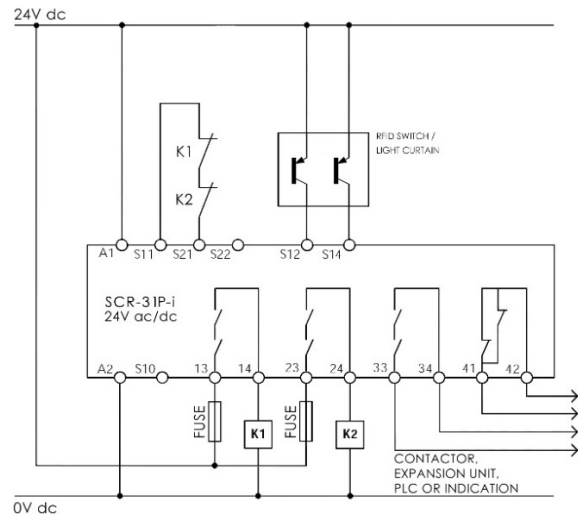 24V dc
K1
K2
RFID SWITCH /
LIGHT CURTAIN
A1 S11 S21 S22 S12 S14
SCR-31P-i
24V ac/dc
A2 S10 13 14 23 24 33 34 41 42
FUSE K1 FUSE K2
CONTACTOR,
EXPANSION UNIT,
PLC OR INDICATION
0V dc